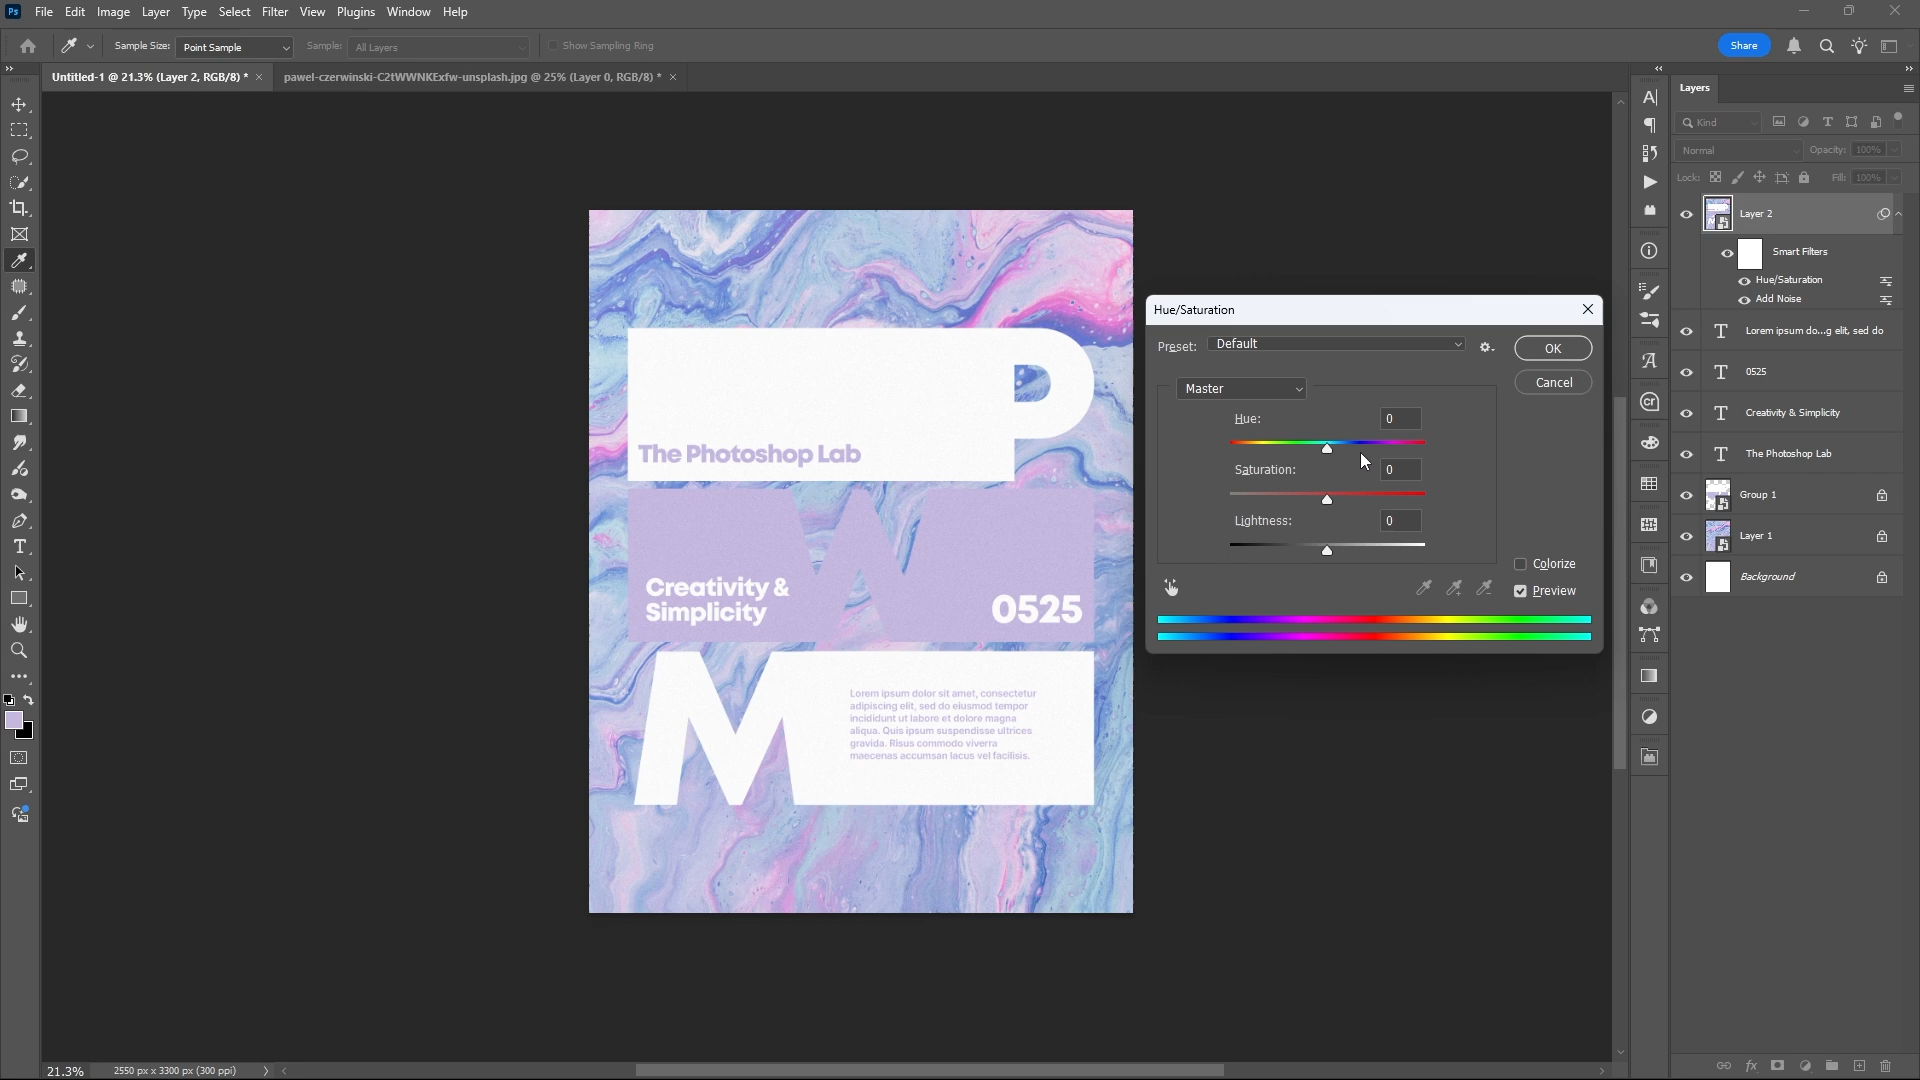 Ps File Edit Image Layer Type Select Filter View Plugins Window Help
Sample Size: Point Sample Sample: All Layers Show Sampling Ring Share
Untitled-1 @ 21.3% (Layer 2, RGB/8) * × pawel-czerwinski-C2tWWNKExfw-unsplash.jpg @ 25% (Layer 0, RGB/8) * ×
P
The Photoshop Lab
W
Creativity &
Simplicity
0525
M
Lorem ipsum dolor sit amet, consectetur
adipiscing elit, sed do eiusmod tempor
incididunt ut labore et dolore magna
aliqua. Quis ipsum suspendisse ultrices
gravida. Risus commodo viverra
maecenas accumsan lacus vel facilisis.
Hue/Saturation
Preset: Default
OK
Cancel
Master
Hue: 0
Saturation: 0
Lightness: 0
Colorize
Preview
Layers
Kind
Normal Opacity: 100%
Lock: Fill: 100%
Layer 2
Smart Filters
Hue/Saturation
Add Noise
Lorem ipsum do...g elit, sed do
0525
Creativity & Simplicity
The Photoshop Lab
Group 1
Layer 1
Background
21.3% 2550 px x 3300 px (300 ppi)